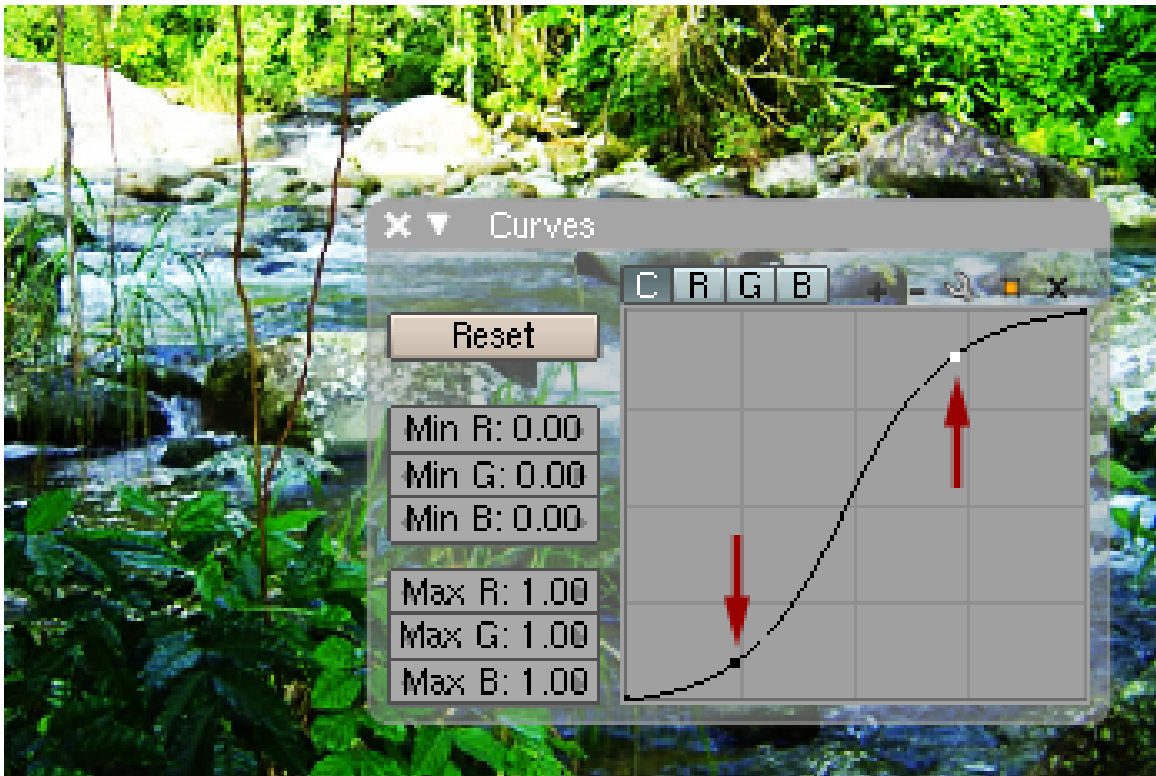 Curves
C R G B
Reset
Min R: 0.00
Min G: 0.00
Min B: 0.00
Max R: 1.00
Max G: 1.00
Max B: 1.00